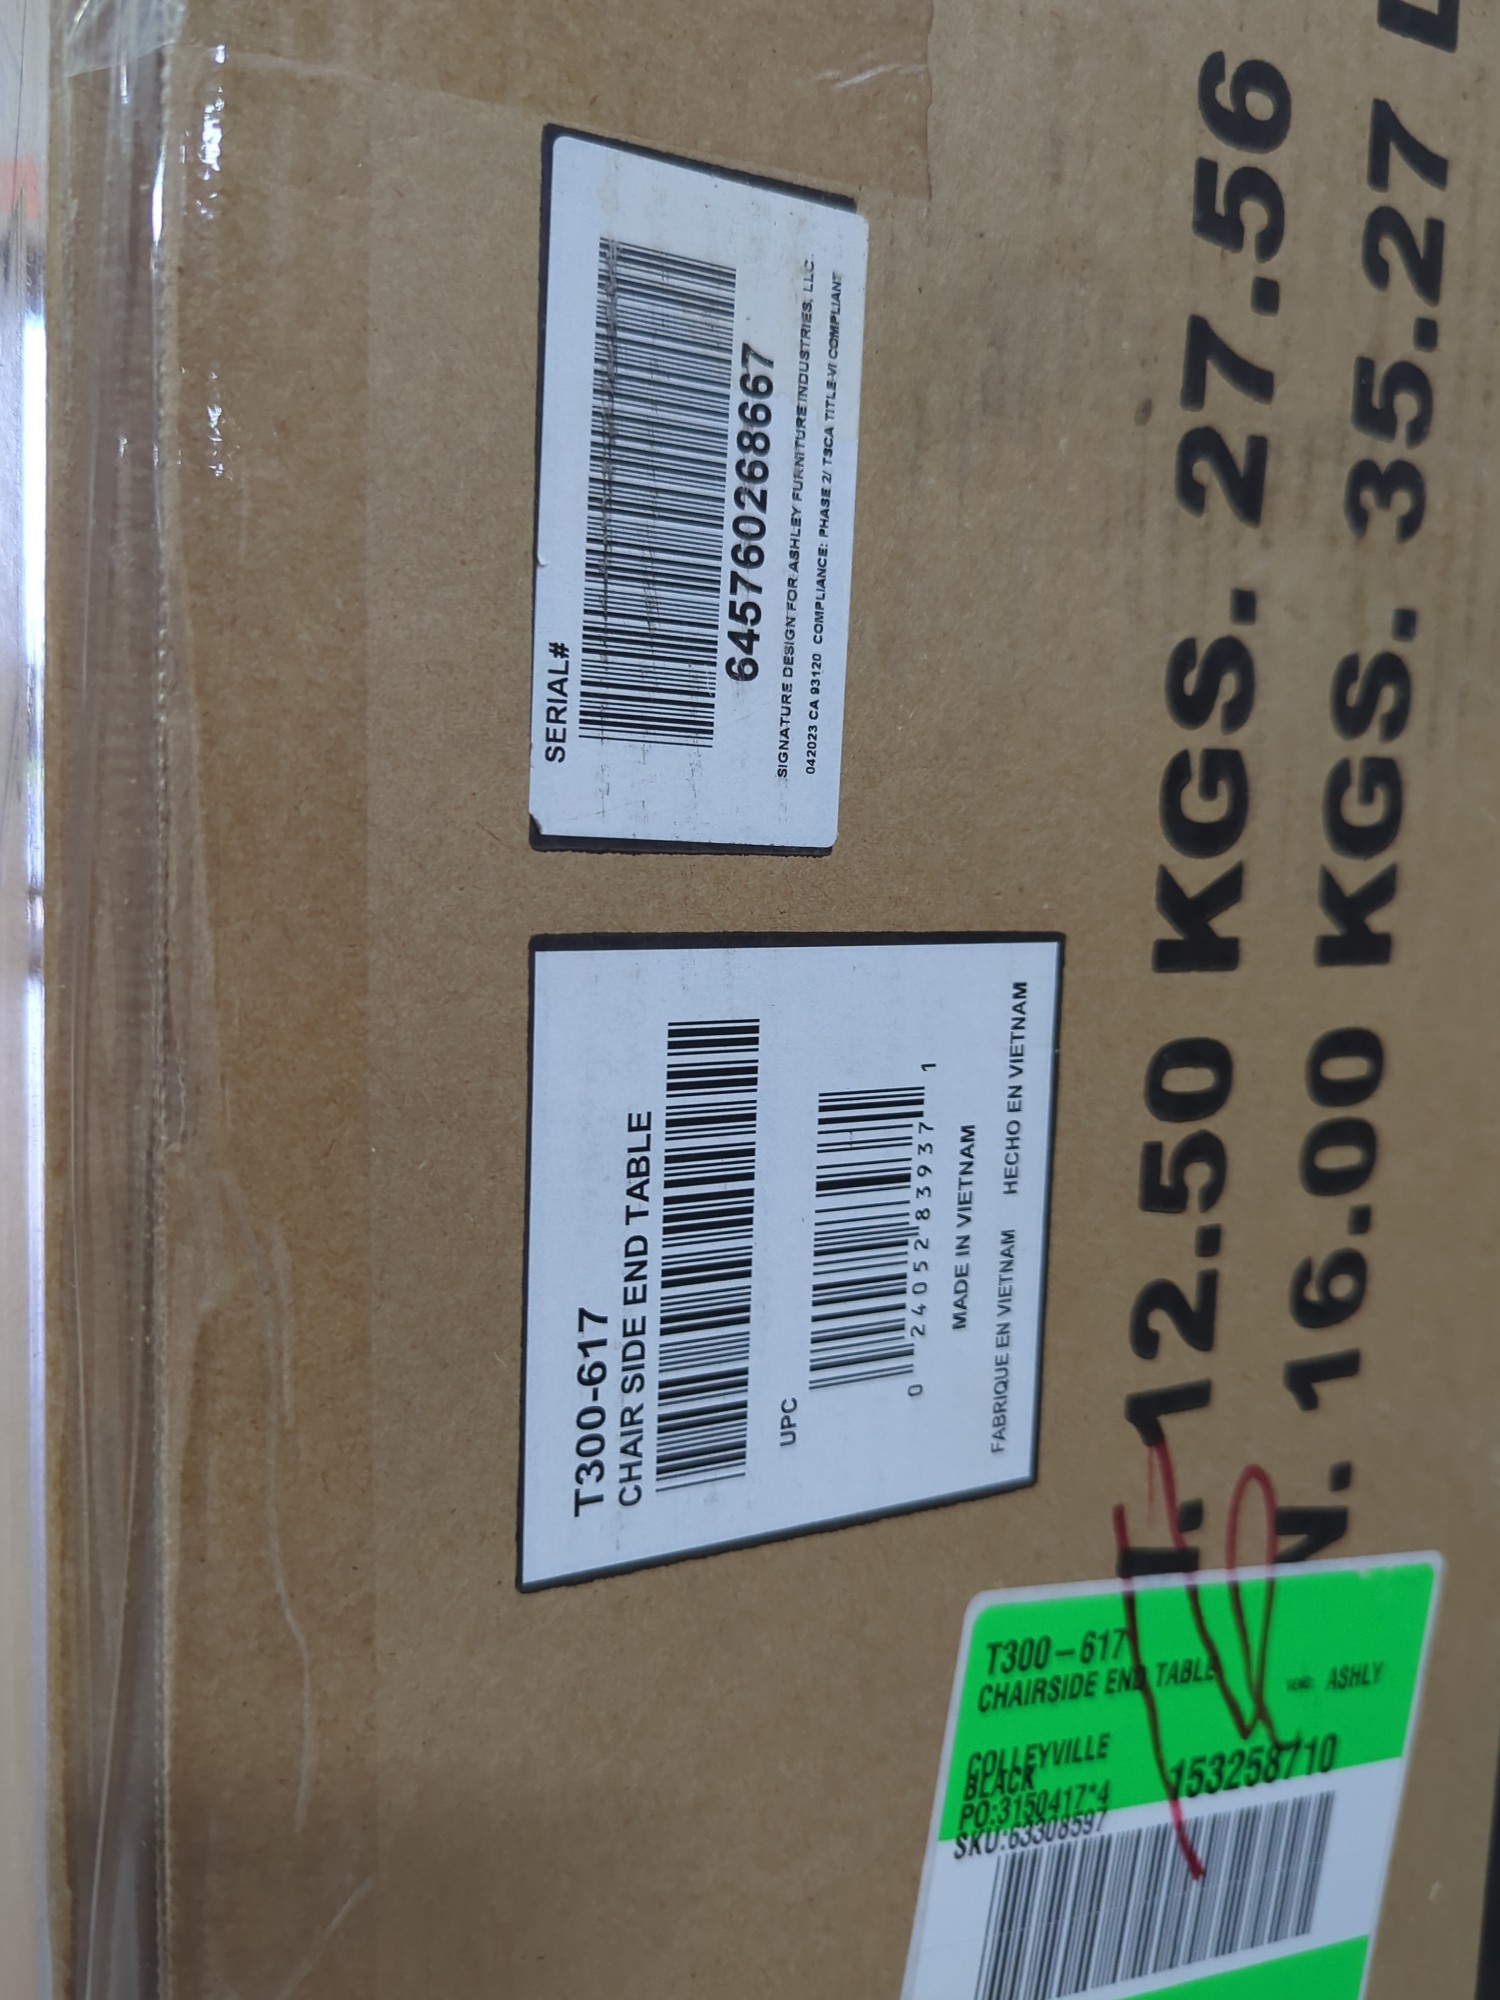 SERIAL#
645760268667
SIGNATURE DESIGN FOR ASHLEY FURNITURE INDUSTRIES, LLC.
042023 CA 93120 COMPLIANCE: PHASE 2/ TSCA TITLE-VI COMPLIANT
T300-617
CHAIR SIDE END TABLE
UPC
0 24052 83937 1
MADE IN VIETNAM
FABRIQUE EN VIETNAM HECHO EN VIETNAM
12.50 KGS. 27.56
16.00 KGS. 35.27
T300-617
CHAIRSIDE END TABLE
ASHLY
COLLEYVILLE
BLACK
153258710
PO:3150417*4
SKU:63308597